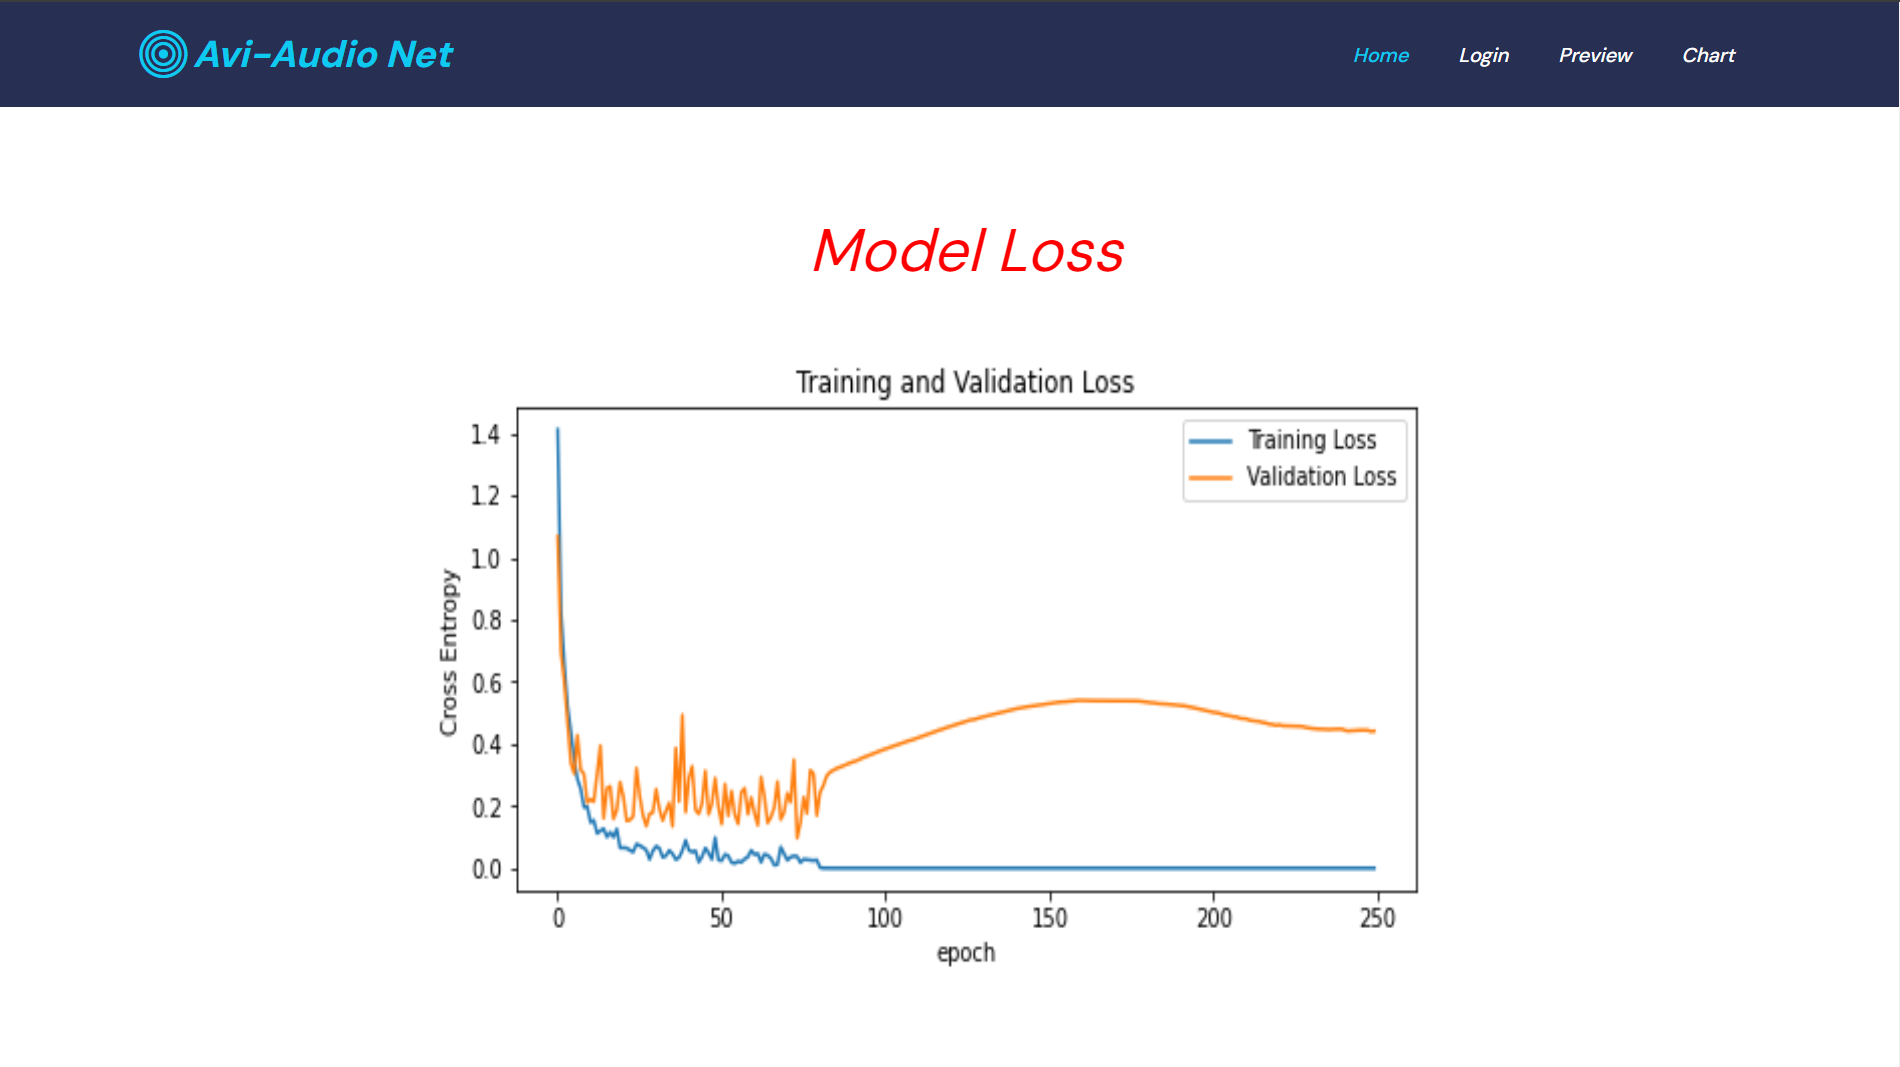 Avi-Audio Net
Home Login Preview Chart
Model Loss
Training and Validation Loss
Training Loss
Validation Loss
Cross Entropy
1.4
1.2
1.0
0.8
0.6
0.4
0.2
0.0
0 50 100 150 200 250
epoch